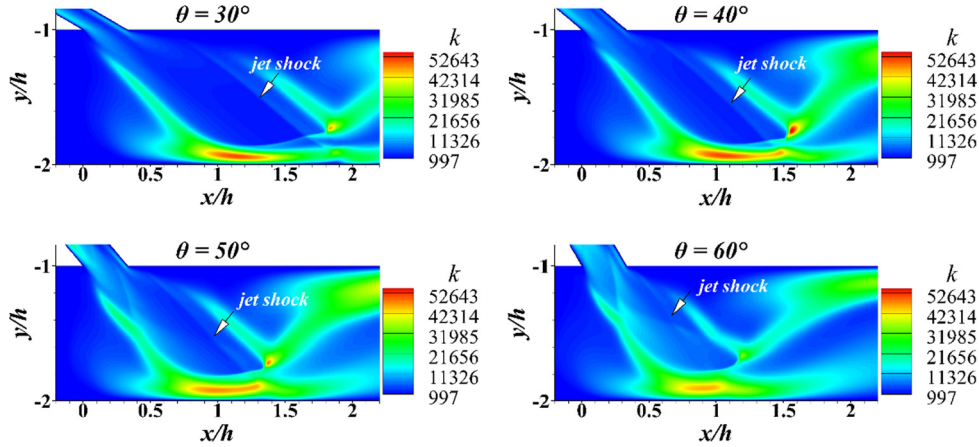 θ = 30°
k
52643
42314
31985
21656
11326
997
jet shock
y/h
-1
-2
0 0.5 1 1.5 2
x/h
θ = 40°
k
52643
42314
31985
21656
11326
997
jet shock
y/h
-1
-2
0 0.5 1 1.5 2
x/h
θ = 50°
k
52643
42314
31985
21656
11326
997
jet shock
y/h
-1
-2
0 0.5 1 1.5 2
x/h
θ = 60°
k
52643
42314
31985
21656
11326
997
jet shock
y/h
-1
-2
0 0.5 1 1.5 2
x/h